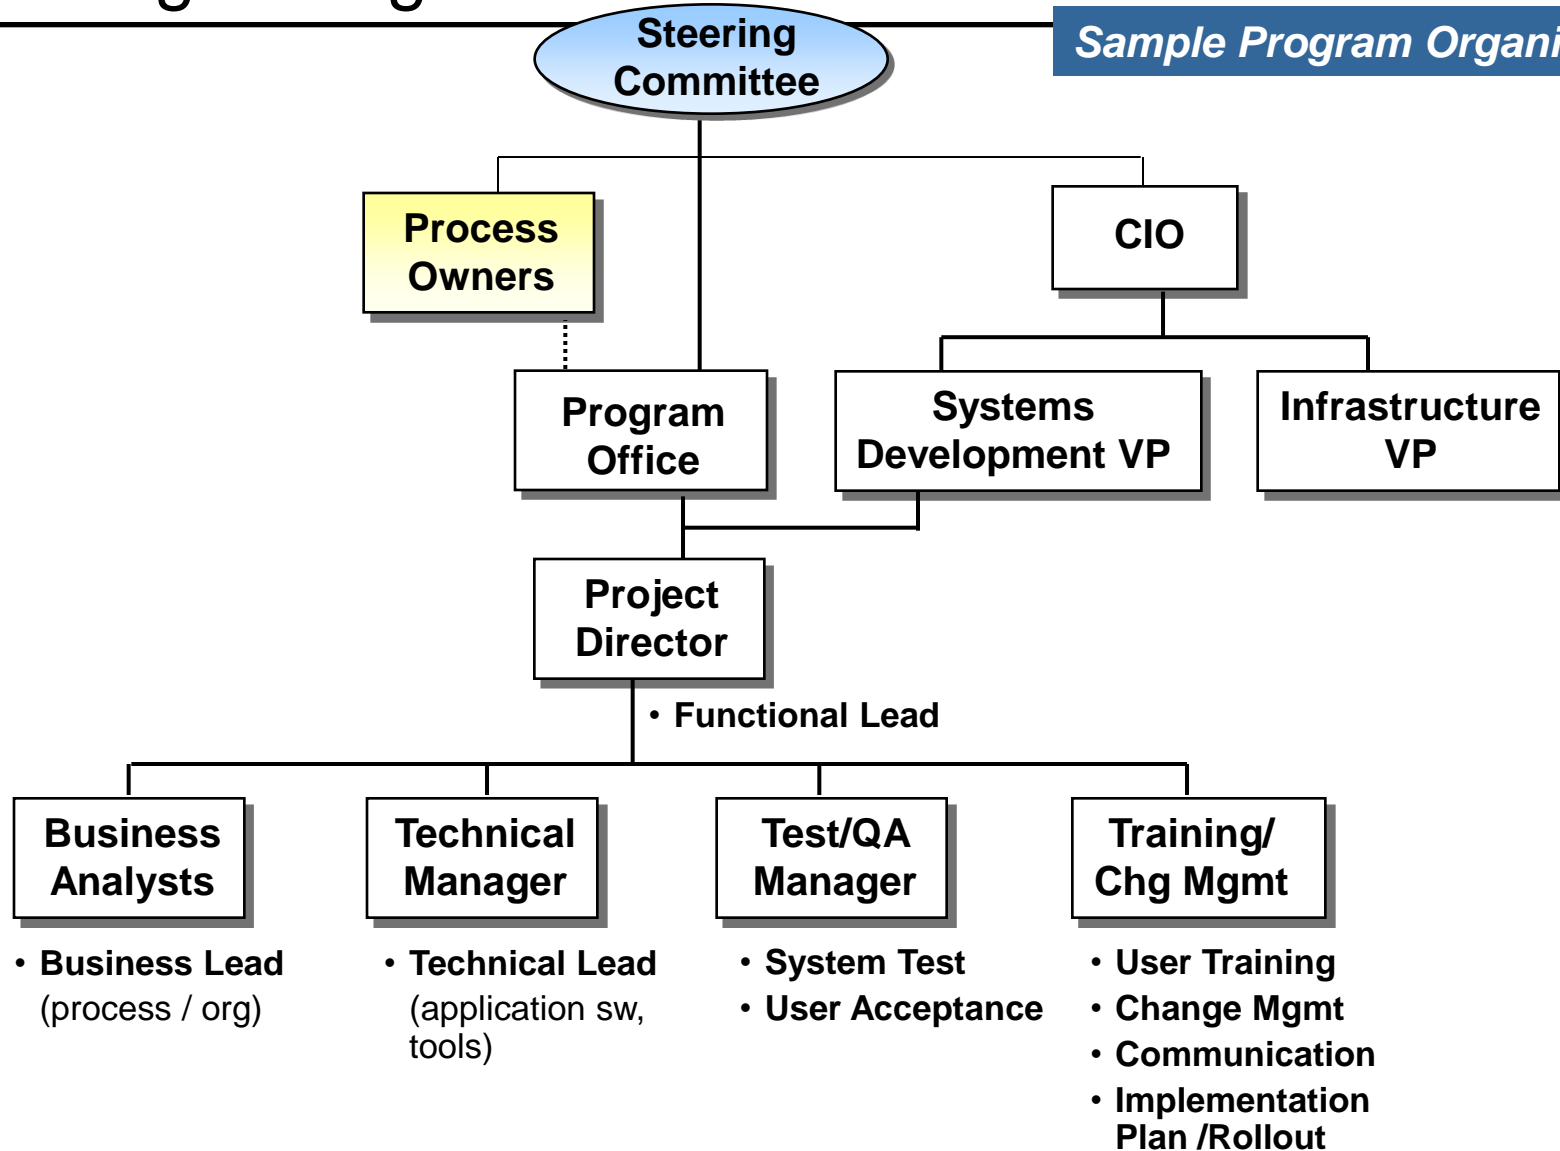 Steering
Committee
Sample Program
Process
Owners
CIO
Program
Office
Systems
Development VP
Infrastructure
VP
Project
Director
• Functional Lead
Business
Analysts
Technical
Manager
Test/QA
Manager
Training/
Chg Mgmt
• Business Lead
(process / org)
• Technical Lead
(application sw,
tools)
• System Test
• User Acceptance
• User Training
• Change Mgmt
• Communication
• Implementation
Plan /Rollout